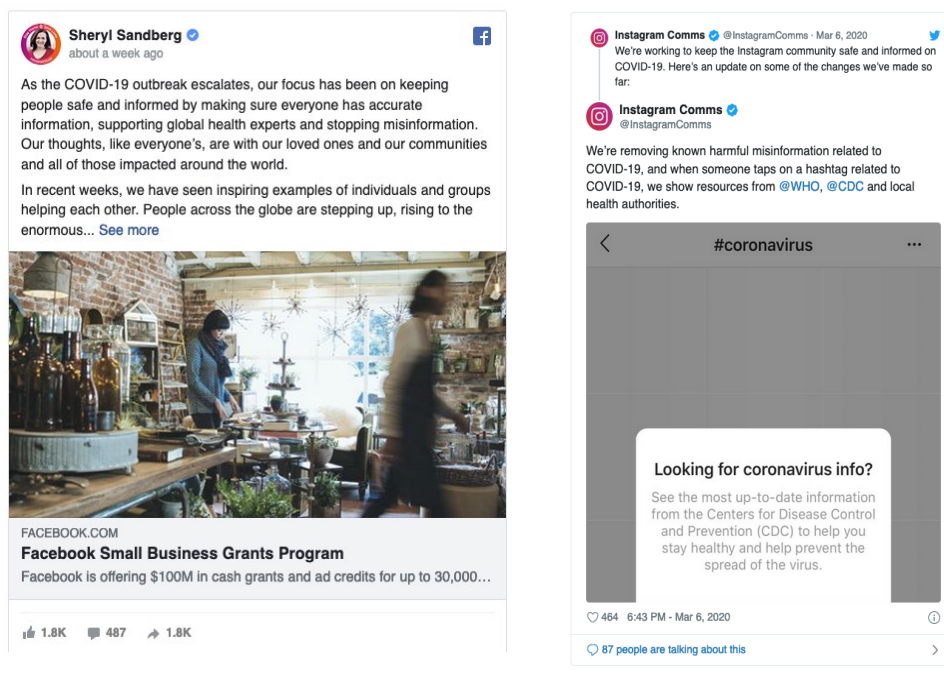 Sheryl Sandberg
about a week ago
As the COVID-19 outbreak escalates, our focus has been on keeping
people safe and informed by making sure everyone has accurate
information, supporting global health experts and stopping misinformation.
Our thoughts, like everyone's, are with our loved ones and our communities
and all of those impacted around the world.
In recent weeks, we have seen inspiring examples of individuals and groups
helping each other. People across the globe are stepping up, rising to the
enormous... See more
FACEBOOK.COM
Facebook Small Business Grants Program
Facebook is offering $100M in cash grants and ad credits for up to 30,000...
1.8K 487 1.8K
Instagram Comms @InstagramComms · Mar 6, 2020
We're working to keep the Instagram community safe and informed on
COVID-19. Here's an update on some of the changes we've made so
far:
Instagram Comms
@InstagramComms
We're removing known harmful misinformation related to
COVID-19, and when someone taps on a hashtag related to
COVID-19, we show resources from @WHO, @CDC and local
health authorities.
#coronavirus
Looking for coronavirus info?
See the most up-to-date information
from the Centers for Disease Control
and Prevention (CDC) to help you
stay healthy and help prevent the
spread of the virus.
464 6:43 PM - Mar 6, 2020
87 people are talking about this